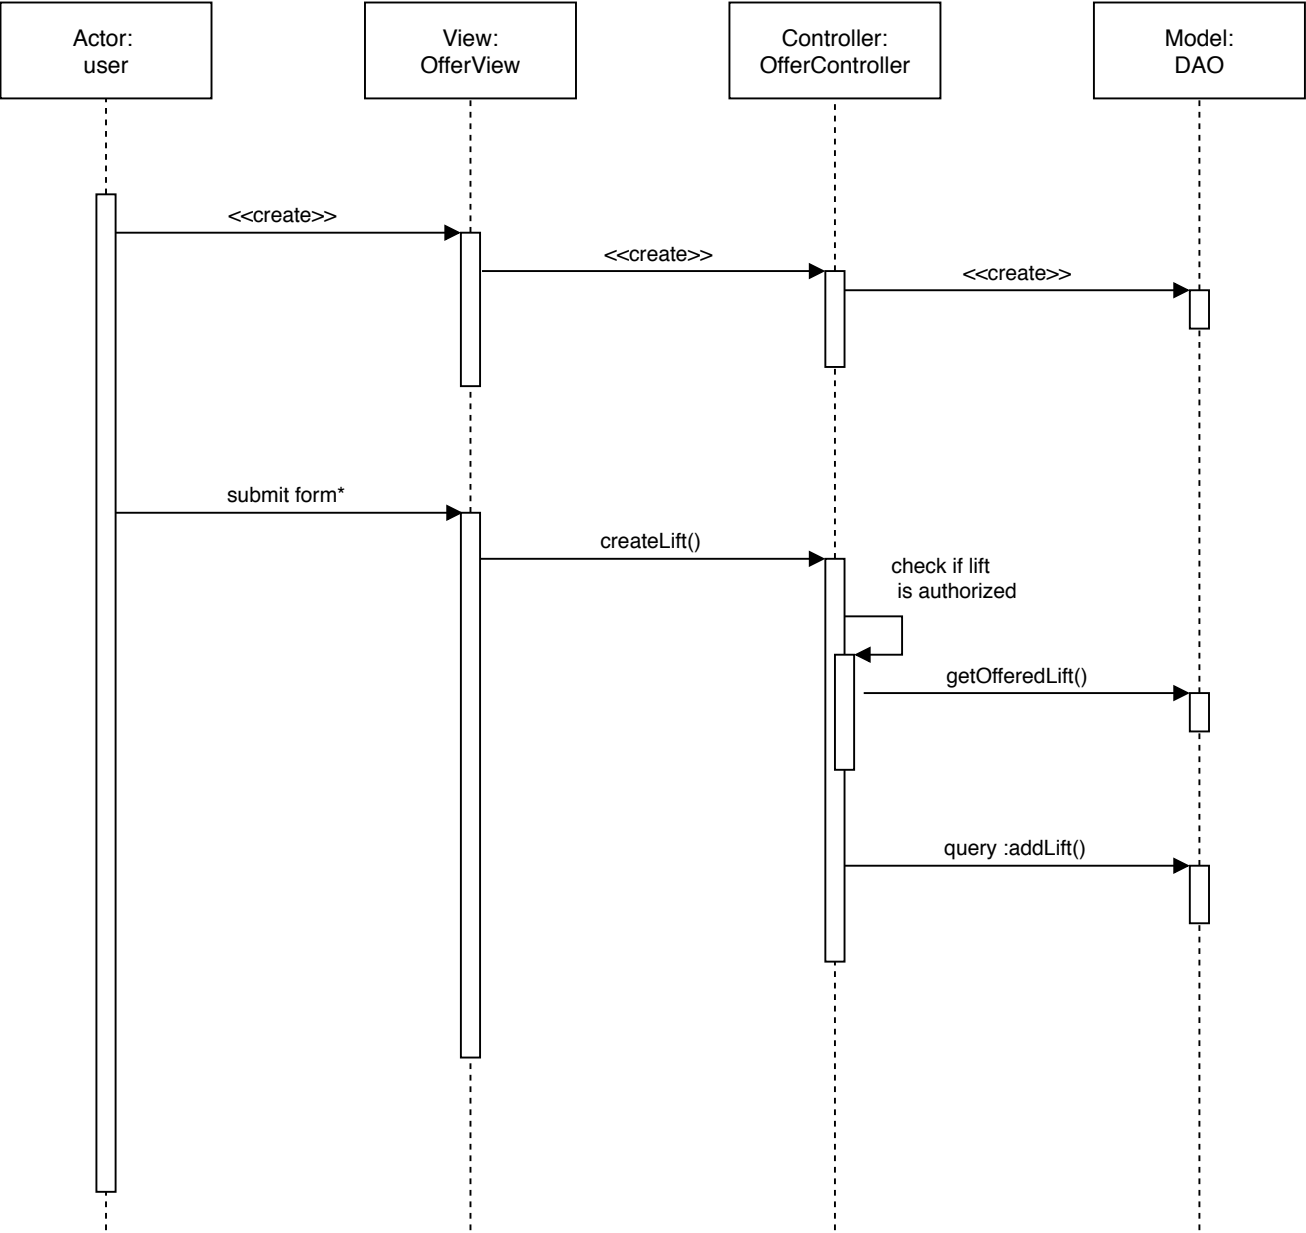 Actor:
user
View:
OfferView
Controller:
OfferController
Model:
DAO
<<create>>
<<create>>
<<create>>
submit form*
createLift()
check if lift
is authorized
getOfferedLift()
query :addLift()